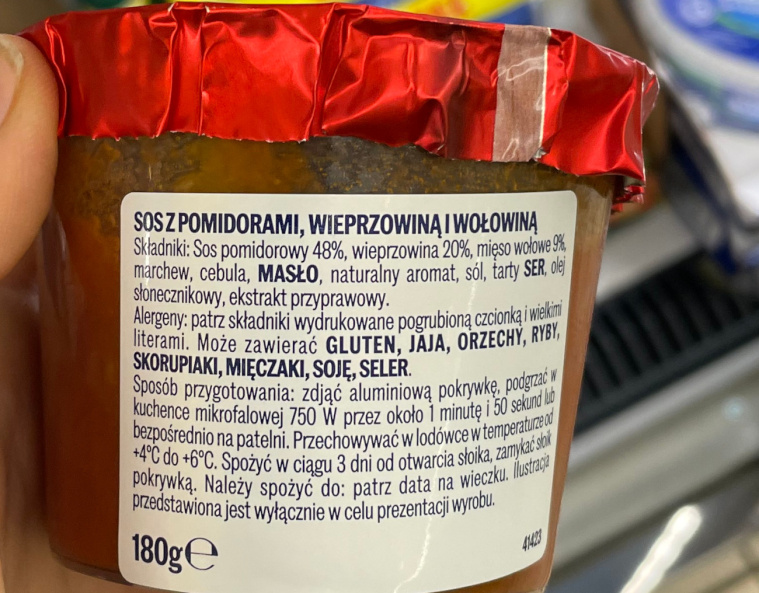 SOS Z POMIDORAMI, WIEPRZOWINĄ I WOŁOWINĄ
Składniki: Sos pomidorowy 48%, wieprzowina 20%, mięso wołowe 9%,
marchew, cebula, MASŁO, naturalny aromat, sól, tarty SER, olej
słonecznikowy, ekstrakt przyprawowy.
Alergeny: patrz składniki wydrukowane pogrubioną czcionką i wielkimi
literami. Może zawierać GLUTEN, JAJA, ORZECHY, RYBY,
SKORUPIAKI, MIĘCZAKI, SOJĘ, SELER.
Sposób przygotowania: zdjąć aluminiową pokrywkę, podgrzać w
kuchence mikrofalowej 750 W przez około 1 minutę i 50 sekund lub
bezpośrednio na patelni. Przechowywać w lodówce w temperaturze od
+4°C do +6°C. Spożyć w ciągu 3 dni od otwarcia słoika, zamykać słoik
pokrywką. Należy spożyć do: patrz data na wieczku. Ilustracja
przedstawiona jest wyłącznie w celu prezentacji wyrobu.
180g℮
41423